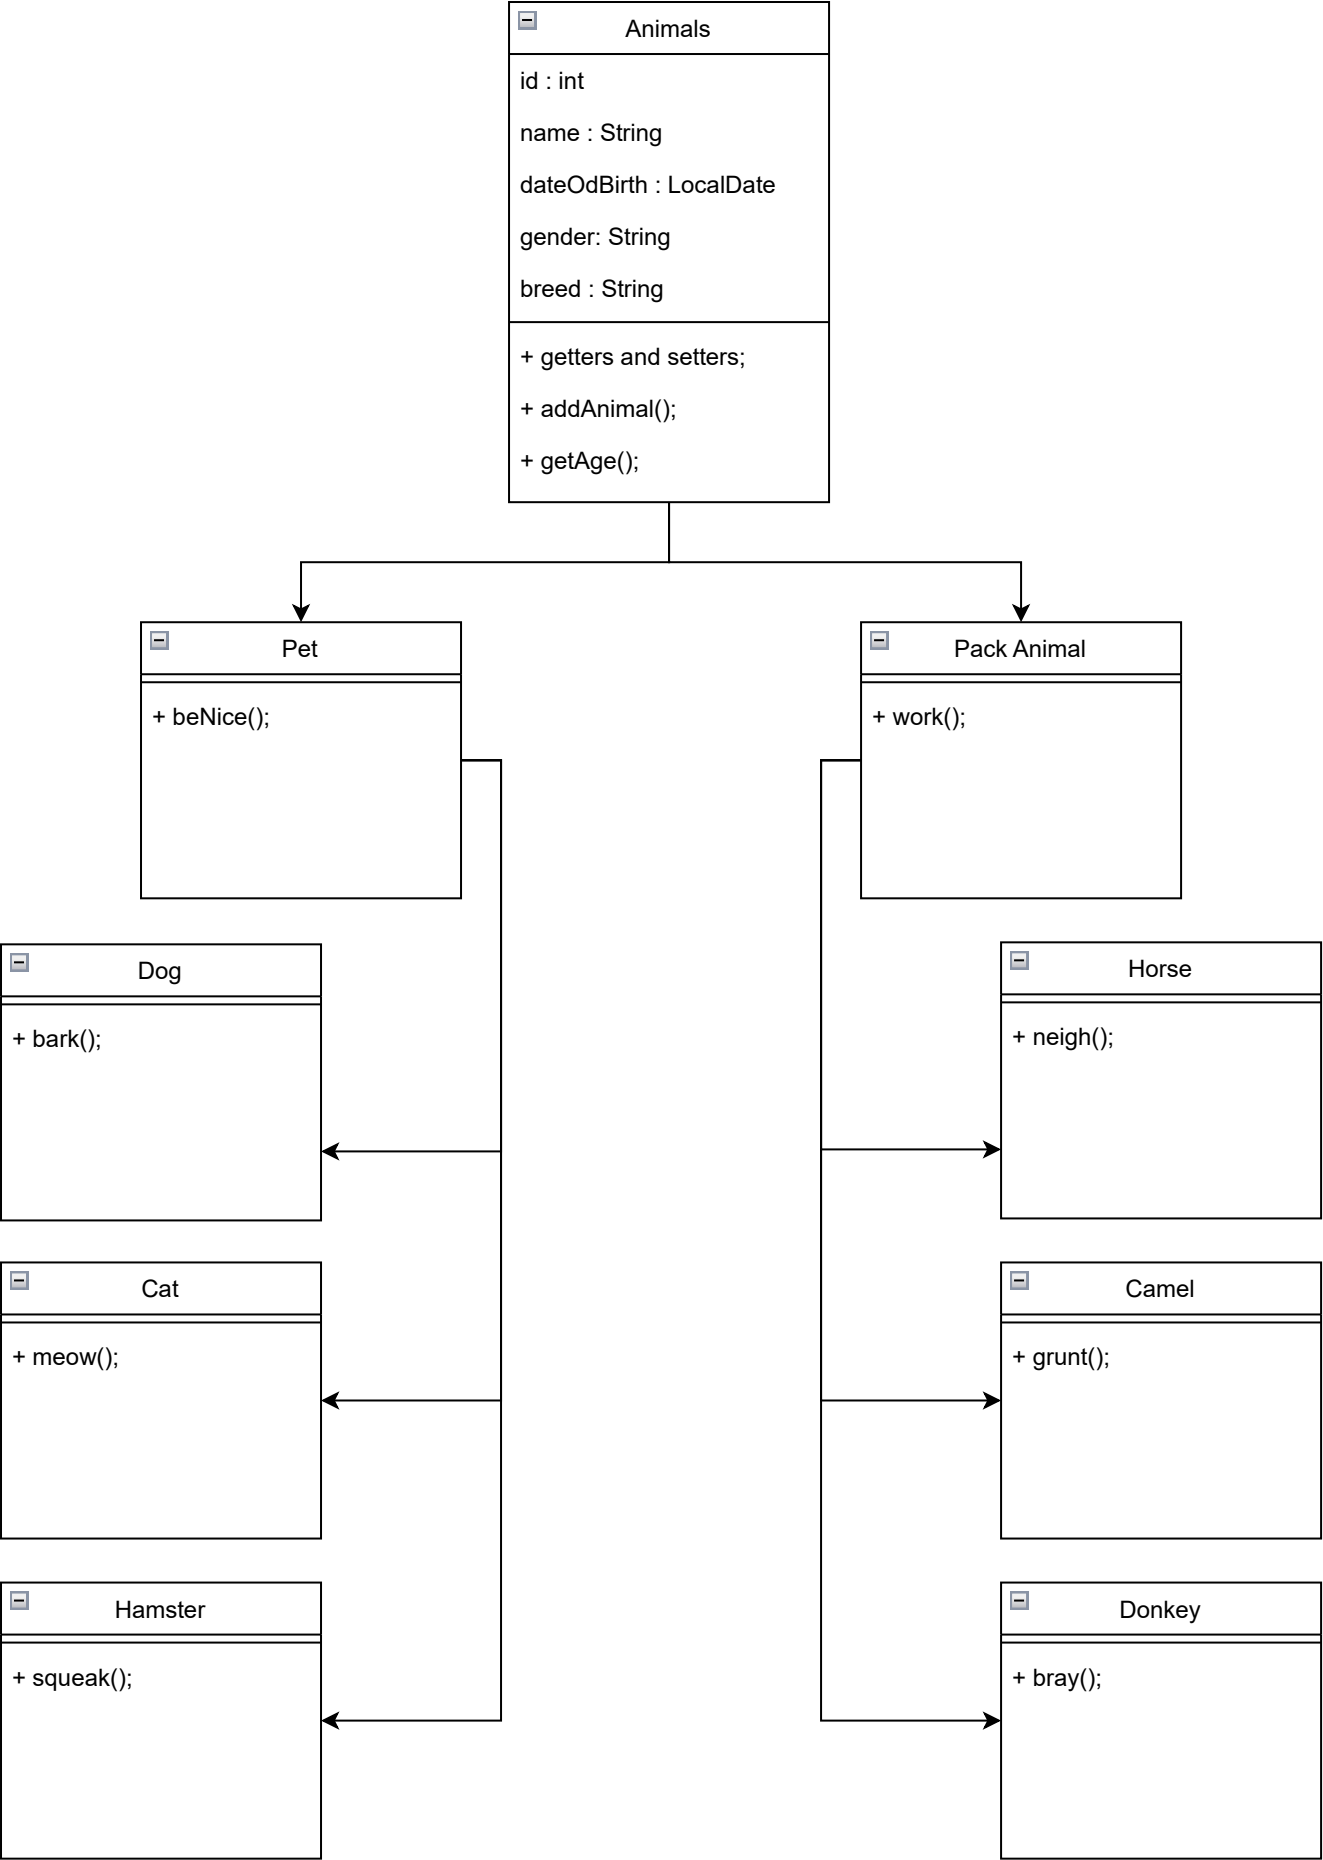 Animals
id : int
name : String
dateOdBirth : LocalDate
gender: String
breed : String
+ getters and setters;
+ addAnimal();
+ getAge();
Pet
+ beNice();
Pack Animal
+ work();
Dog
+ bark();
Horse
+ neigh();
Cat
+ meow();
Camel
+ grunt();
Hamster
+ squeak();
Donkey
+ bray();